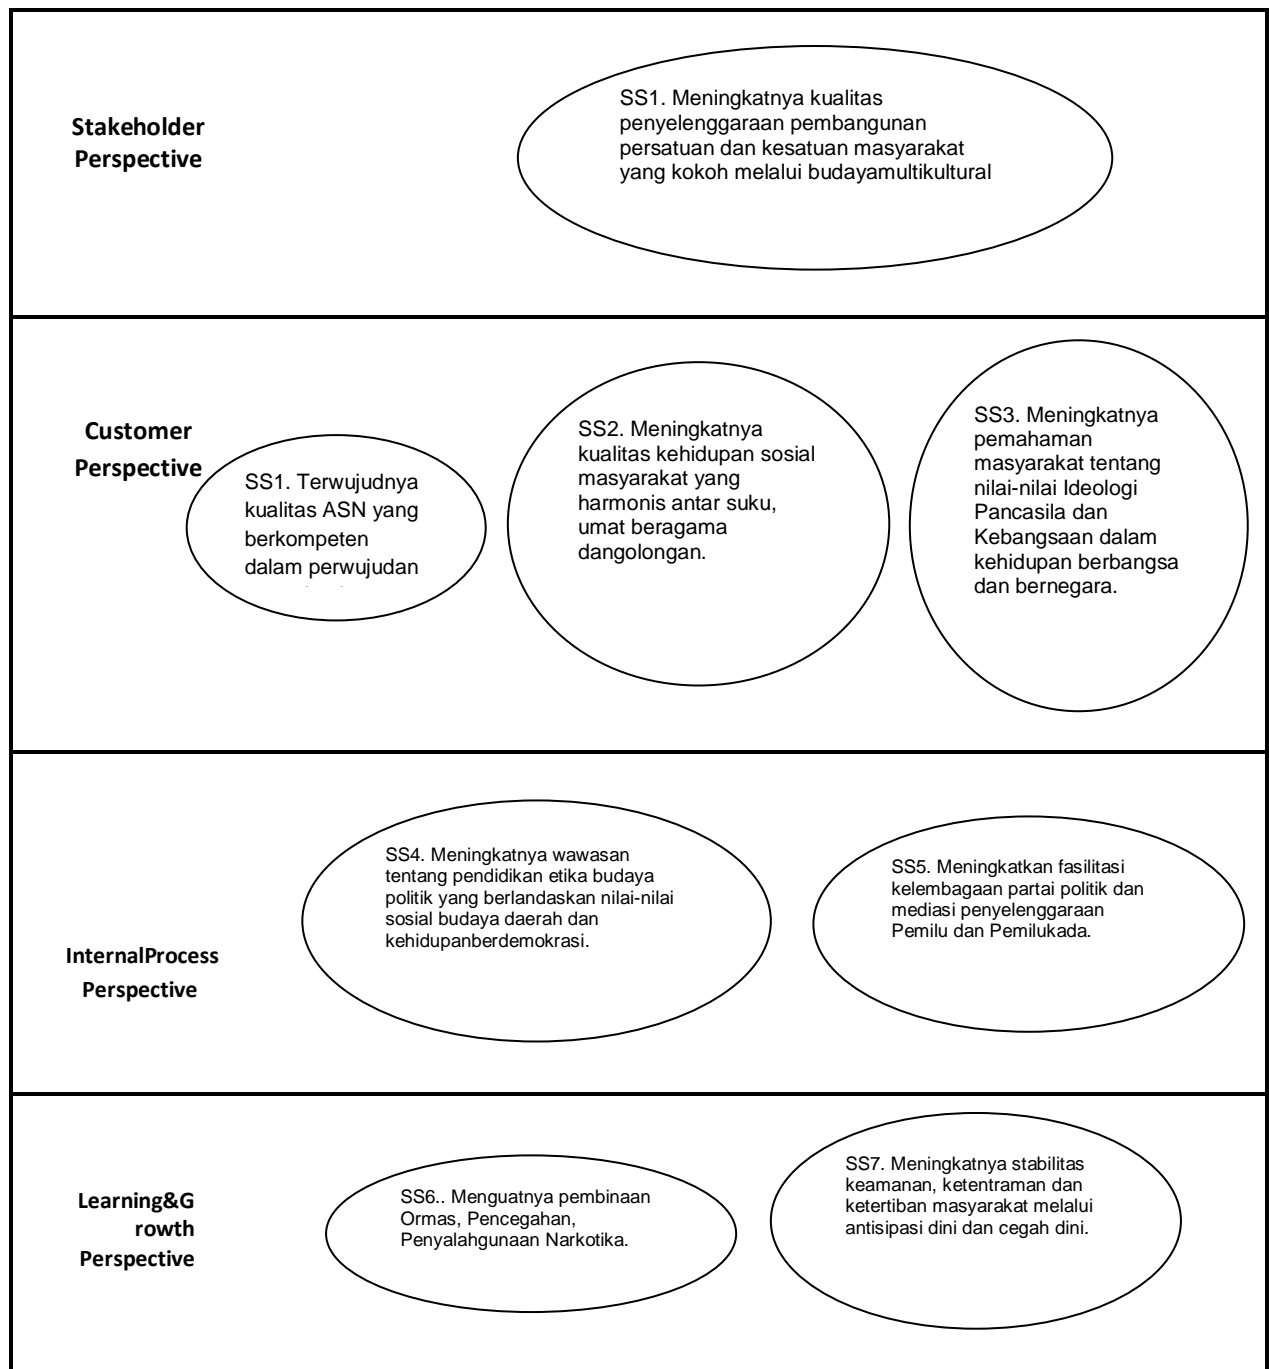 Stakeholder
Perspective
SS1. Meningkatnya kualitas
penyelenggaraan pembangunan
persatuan dan kesatuan masyarakat
yang kokoh melalui budayamultikultural
Customer
Perspective
SS1. Terwujudnya
kualitas ASN yang
berkompeten
dalam perwujudan
SS2. Meningkatnya
kualitas kehidupan sosial
masyarakat yang
harmonis antar suku,
umat beragama
dangolongan.
SS3. Meningkatnya
pemahaman
masyarakat tentang
nilai-nilai Ideologi
Pancasila dan
Kebangsaan dalam
kehidupan berbangsa
dan bernegara.
InternalProcess
Perspective
SS4. Meningkatnya wawasan
tentang pendidikan etika budaya
politik yang berlandaskan nilai-nilai
sosial budaya daerah dan
kehidupanberdemokrasi.
SS5. Meningkatkan fasilitasi
kelembagaan partai politik dan
mediasi penyelenggaraan
Pemilu dan Pemilukada.
Learning&G
rowth
Perspective
SS6.. Menguatnya pembinaan
Ormas, Pencegahan,
Penyalahgunaan Narkotika.
SS7. Meningkatnya stabilitas
keamanan, ketentraman dan
ketertiban masyarakat melalui
antisipasi dini dan cegah dini.